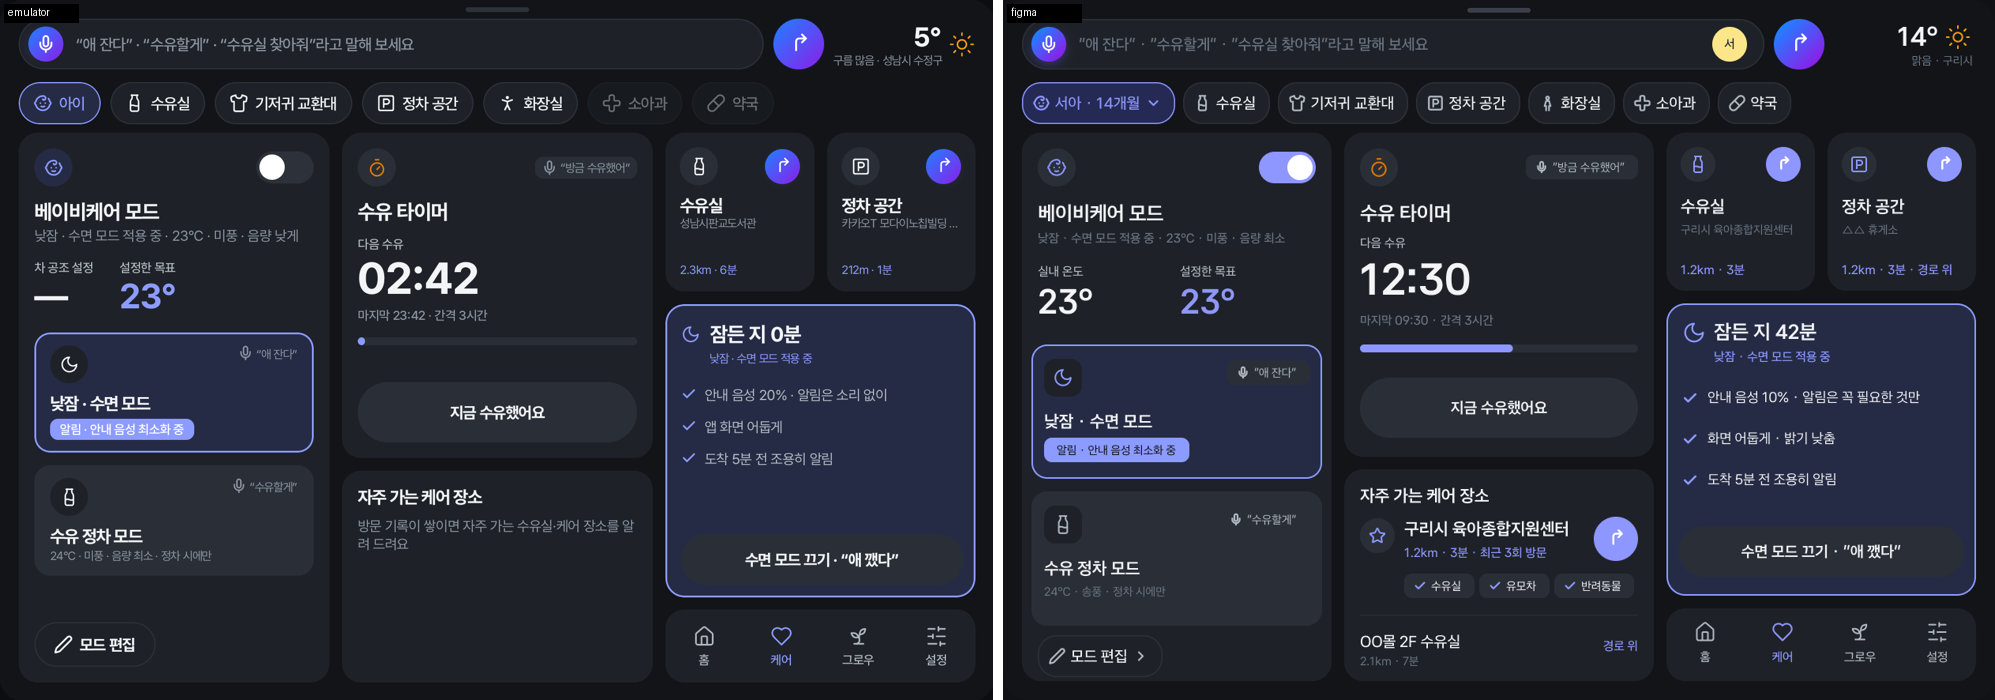 emulator
“애 잔다” · “수유할게” · “수유실 찾아줘”라고 말해 보세요
5°
구름 많음 · 성남시 수정구
아이
수유실
기저귀 교환대
정차 공간
화장실
소아과
약국
베이비케어 모드
낮잠 · 수면 모드 적용 중 · 23°C · 미풍 · 음량 낮게
차 공조 설정
설정한 목표
—
23°
“애 잔다”
낮잠 · 수면 모드
알림 · 안내 음성 최소화 중
“수유할게”
수유 정차 모드
24°C · 미풍 · 음량 최소 · 정차 시에만
모드 편집
“방금 수유했어”
수유 타이머
다음 수유
02:42
마지막 23:42 · 간격 3시간
지금 수유했어요
자주 가는 케어 장소
방문 기록이 쌓이면 자주 가는 수유실·케어 장소를 알
려 드려요
수유실
성남시판교도서관
2.3km · 6분
정차 공간
카카오T 모다이노칩빌딩 ...
212m · 1분
잠든 지 0분
낮잠 · 수면 모드 적용 중
안내 음성 20% · 알림은 소리 없이
앱 화면 어둡게
도착 5분 전 조용히 알림
수면 모드 끄기 · “애 깼다”
홈
케어
그로우
설정
figma
“애 잔다” · “수유할게” · “수유실 찾아줘”라고 말해 보세요
서
14°
맑음 · 구리시
서아 · 14개월
수유실
기저귀 교환대
정차 공간
화장실
소아과
약국
베이비케어 모드
낮잠 · 수면 모드 적용 중 · 23°C · 미풍 · 음량 최소
실내 온도
설정한 목표
23°
23°
“애 잔다”
낮잠 · 수면 모드
알림 · 안내 음성 최소화 중
“수유할게”
수유 정차 모드
24°C · 송풍 · 정차 시에만
모드 편집
“방금 수유했어”
수유 타이머
다음 수유
12:30
마지막 09:30 · 간격 3시간
지금 수유했어요
자주 가는 케어 장소
구리시 육아종합지원센터
1.2km · 3분 · 최근 3회 방문
수유실
유모차
반려동물
OO몰 2F 수유실
경로 위
2.1km · 7분
수유실
구리시 육아종합지원센터
1.2km · 3분
정차 공간
△△ 휴게소
1.2km · 3분 · 경로 위
잠든 지 42분
낮잠 · 수면 모드 적용 중
안내 음성 10% · 알림은 꼭 필요한 것만
화면 어둡게 · 밝기 낮춤
도착 5분 전 조용히 알림
수면 모드 끄기 · ”애 깼다”
홈
케어
그로우
설정